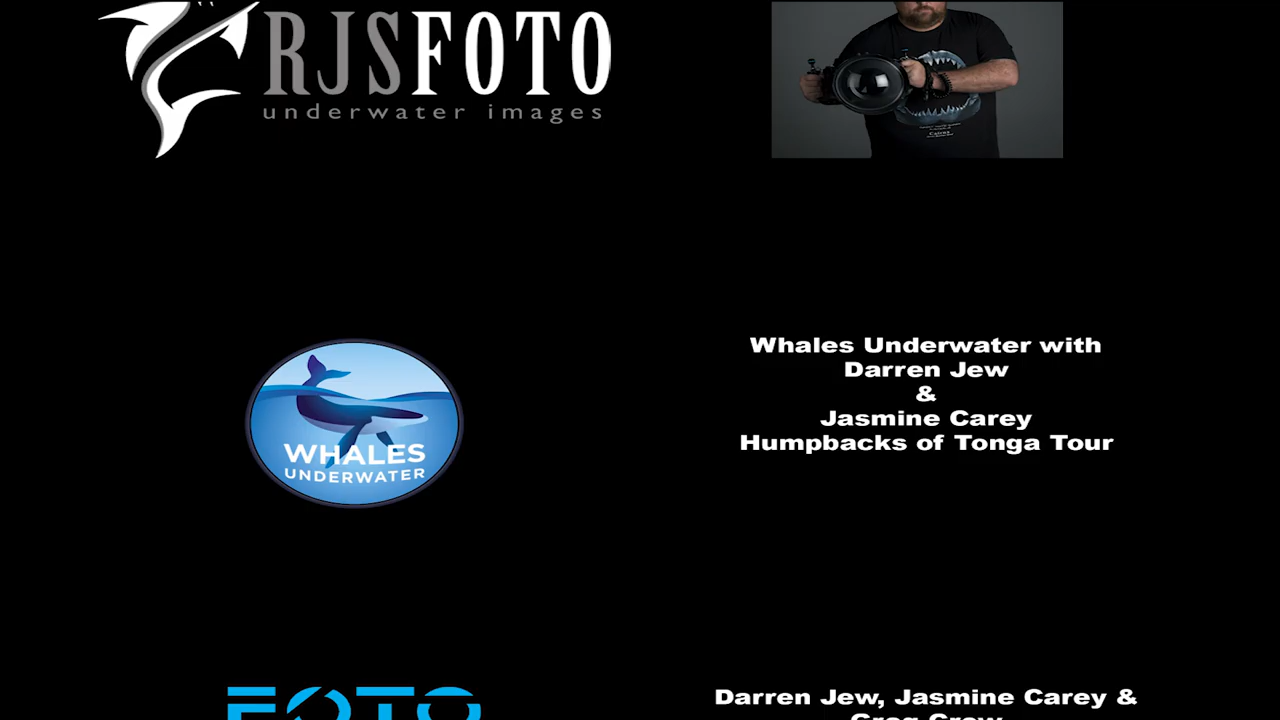 RJSFOTO
underwater images
Whales Underwater with
Darren Jew
&
Jasmine Carey
Humpbacks of Tonga Tour
WHALES
UNDERWATER
FOTO
Darren Jew, Jasmine Carey &